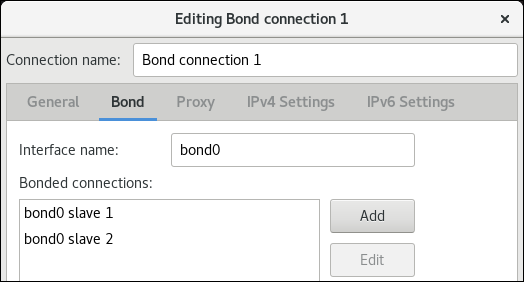 Editing Bond connection 1 ×
Connection name: Bond connection 1
General Bond Proxy IPv4 Settings IPv6 Settings
Interface name: bond0
Bonded connections:
bond0 slave 1 Add
bond0 slave 2
Edit